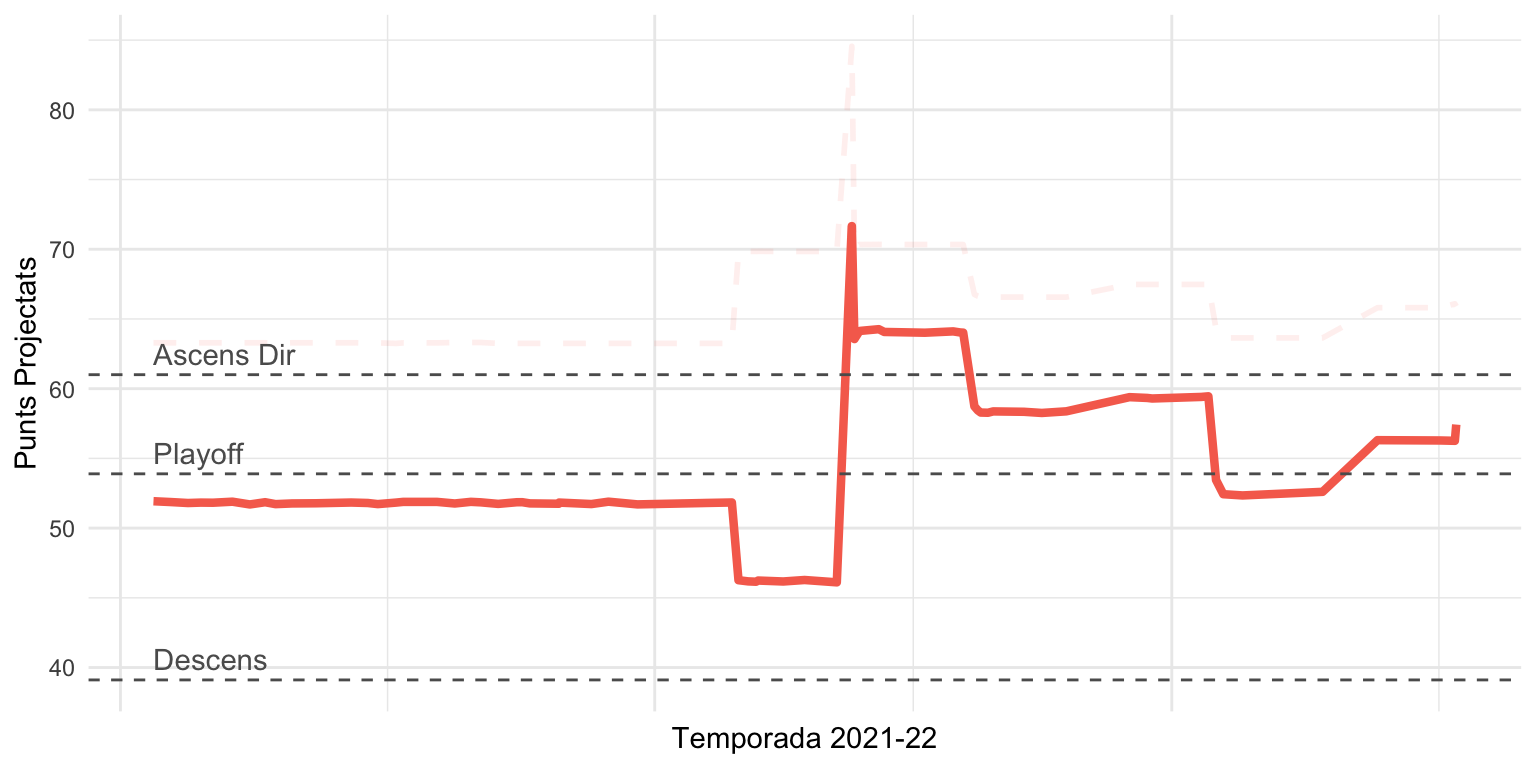 80
70
60
50
40
Punts Projectats
Ascens Dir
Playoff
Descens
Temporada 2021-22